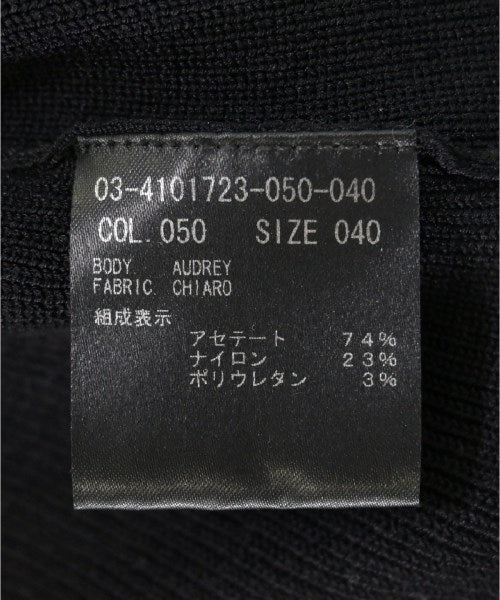 03-4101723-050-040
COL. 050 SIZE 040
BODY AUDREY
FABRIC CHIARO
組成表示
アセテート 74%
ナイロン 23%
ポリウレタン 3%